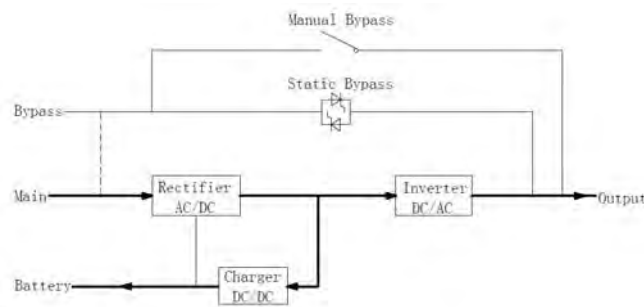 Manual Bypass
Static Bypass
Bypass
Main
Rectifier
AC/DC
Inverter
DC/AC
Output
Battery
Charger
DC/DC